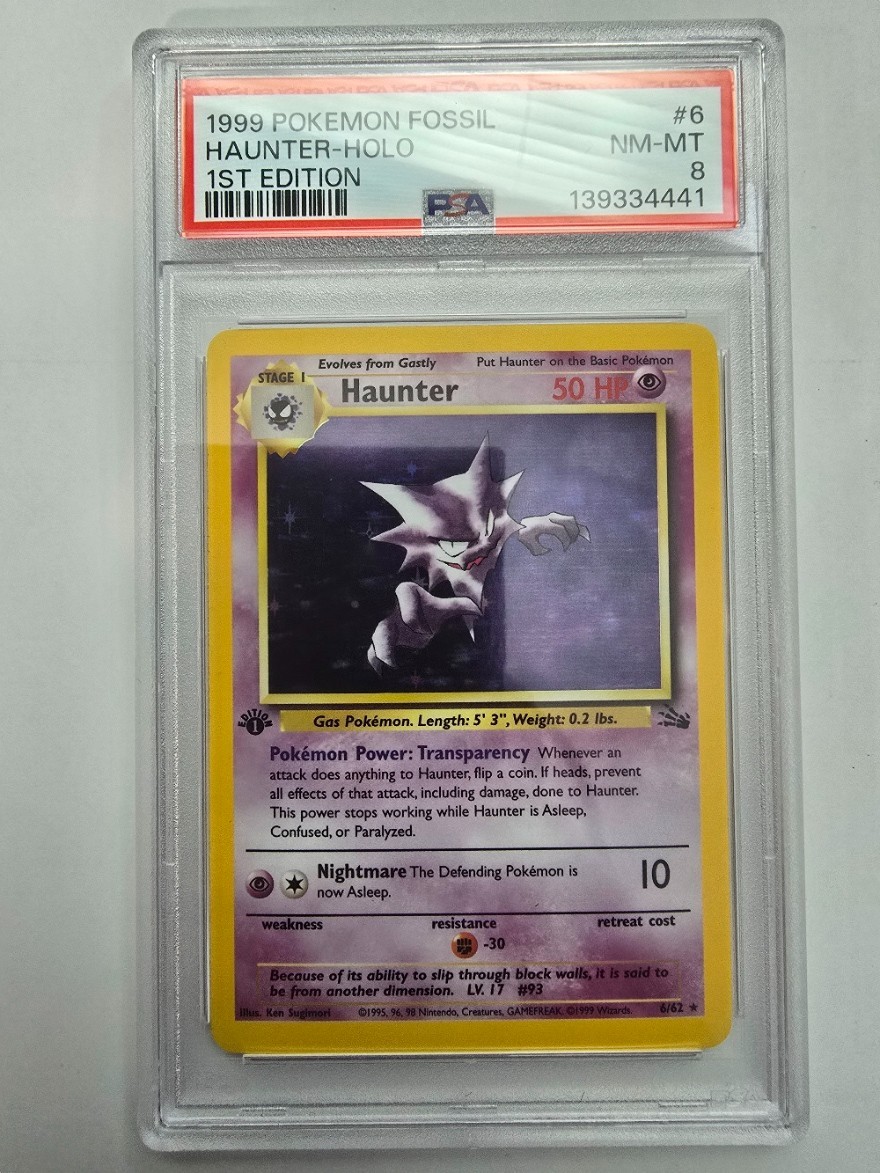 1999 POKEMON FOSSIL #6
HAUNTER-HOLO NM-MT
1ST EDITION 8
PSA 139334441
Evolves from Gastly Put Haunter on the Basic Pokémon
STAGE 1
Haunter 50 HP
EDITION
1
Gas Pokémon. Length: 5' 3", Weight: 0.2 lbs.
Pokémon Power: Transparency Whenever an
attack does anything to Haunter, flip a coin. If heads, prevent
all effects of that attack, including damage, done to Haunter.
This power stops working while Haunter is Asleep,
Confused, or Paralyzed.
Nightmare The Defending Pokémon is 10
now Asleep.
weakness resistance retreat cost
-30
Because of its ability to slip through block walls, it is said to
be from another dimension. LV. 17 #93
Illus. Ken Sugimori ©1995, 96, 98 Nintendo, Creatures, GAMEFREAK. ©1999 Wizards. 6/62 ★